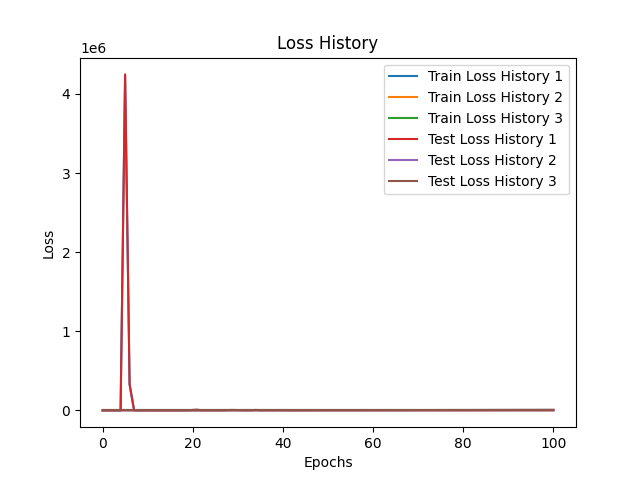 Loss History
1e6
Train Loss History 1
Train Loss History 2
Train Loss History 3
Test Loss History 1
Test Loss History 2
Test Loss History 3
4
3
2
1
0
Loss
0 20 40 60 80 100
Epochs